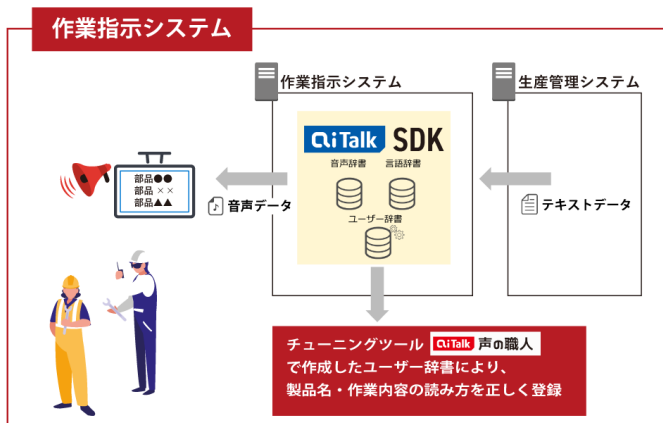 作業指示システム
作業指示システム
生産管理システム
AiTalk SDK
音声辞書
言語辞書
ユーザー辞書
部品●●
部品××
部品▲▲
音声データ
テキストデータ
チューニングツール AiTalk 声の職人
で作成したユーザー辞書により、
製品名・作業内容の読み方を正しく登録